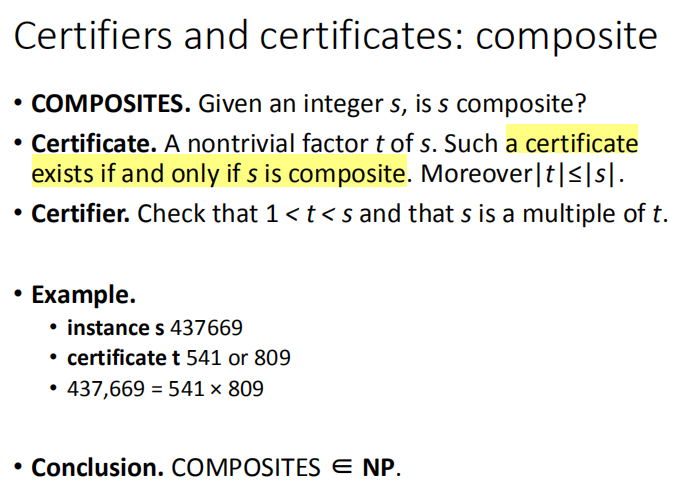 Certifiers and certificates: composite
• COMPOSITES. Given an integer s, is s composite?
• Certificate. A nontrivial factor t of s. Such a certificate
exists if and only if s is composite. Moreover|t|≤|s|.
• Certifier. Check that 1 < t < s and that s is a multiple of t.
• Example.
• instance s 437669
• certificate t 541 or 809
• 437,669 = 541 × 809
• Conclusion. COMPOSITES ∈ NP.